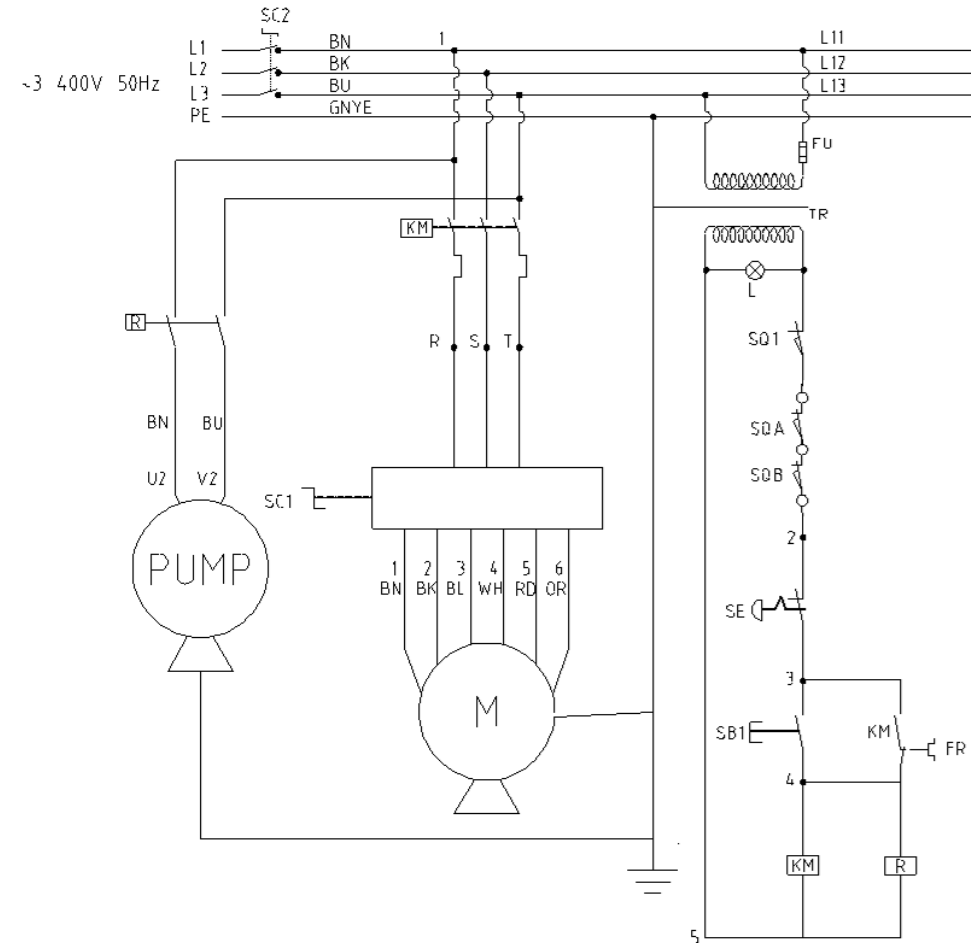 SC2
L1 BN 1 L11
L2 BK L12
~3 400V 50Hz
L3 BU L13
PE GNYE
FU
TR
KM
L
R
R S T
SQ1
BN BU
SQA
U2 V2
SC1
SQB
2
PUMP
1 2 3 4 5 6
BN BK BL WH RD OR
SE
3
M
SB1 KM FR
4
KM R
5